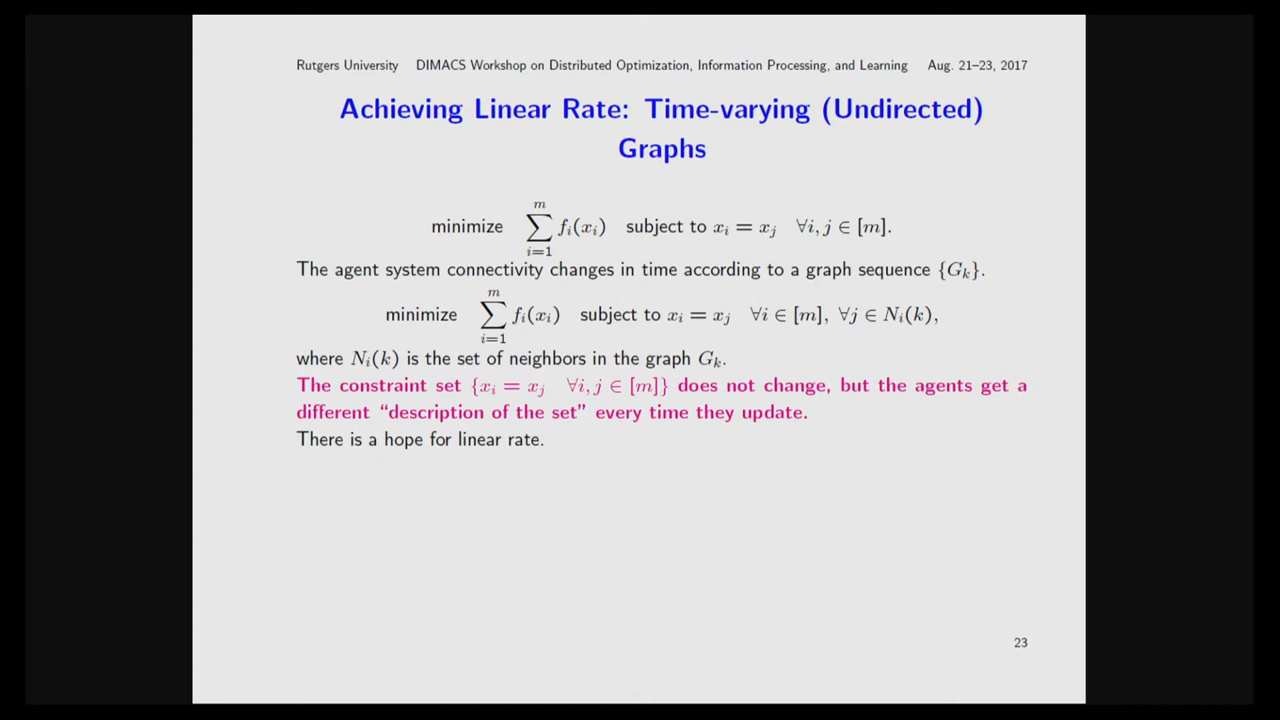 Rutgers University DIMACS Workshop on Distributed Optimization, Information Processing, and Learning Aug. 21–23, 2017
Achieving Linear Rate: Time-varying (Undirected)
Graphs
minimize ∑_{i=1}^{m} f_i(x_i) subject to x_i = x_j ∀i, j ∈ [m].
The agent system connectivity changes in time according to a graph sequence {G_k}.
minimize ∑_{i=1}^{m} f_i(x_i) subject to x_i = x_j ∀i ∈ [m], ∀j ∈ N_i(k),
where N_i(k) is the set of neighbors in the graph G_k.
The constraint set {x_i = x_j ∀i, j ∈ [m]} does not change, but the agents get a
different “description of the set” every time they update.
There is a hope for linear rate.
23